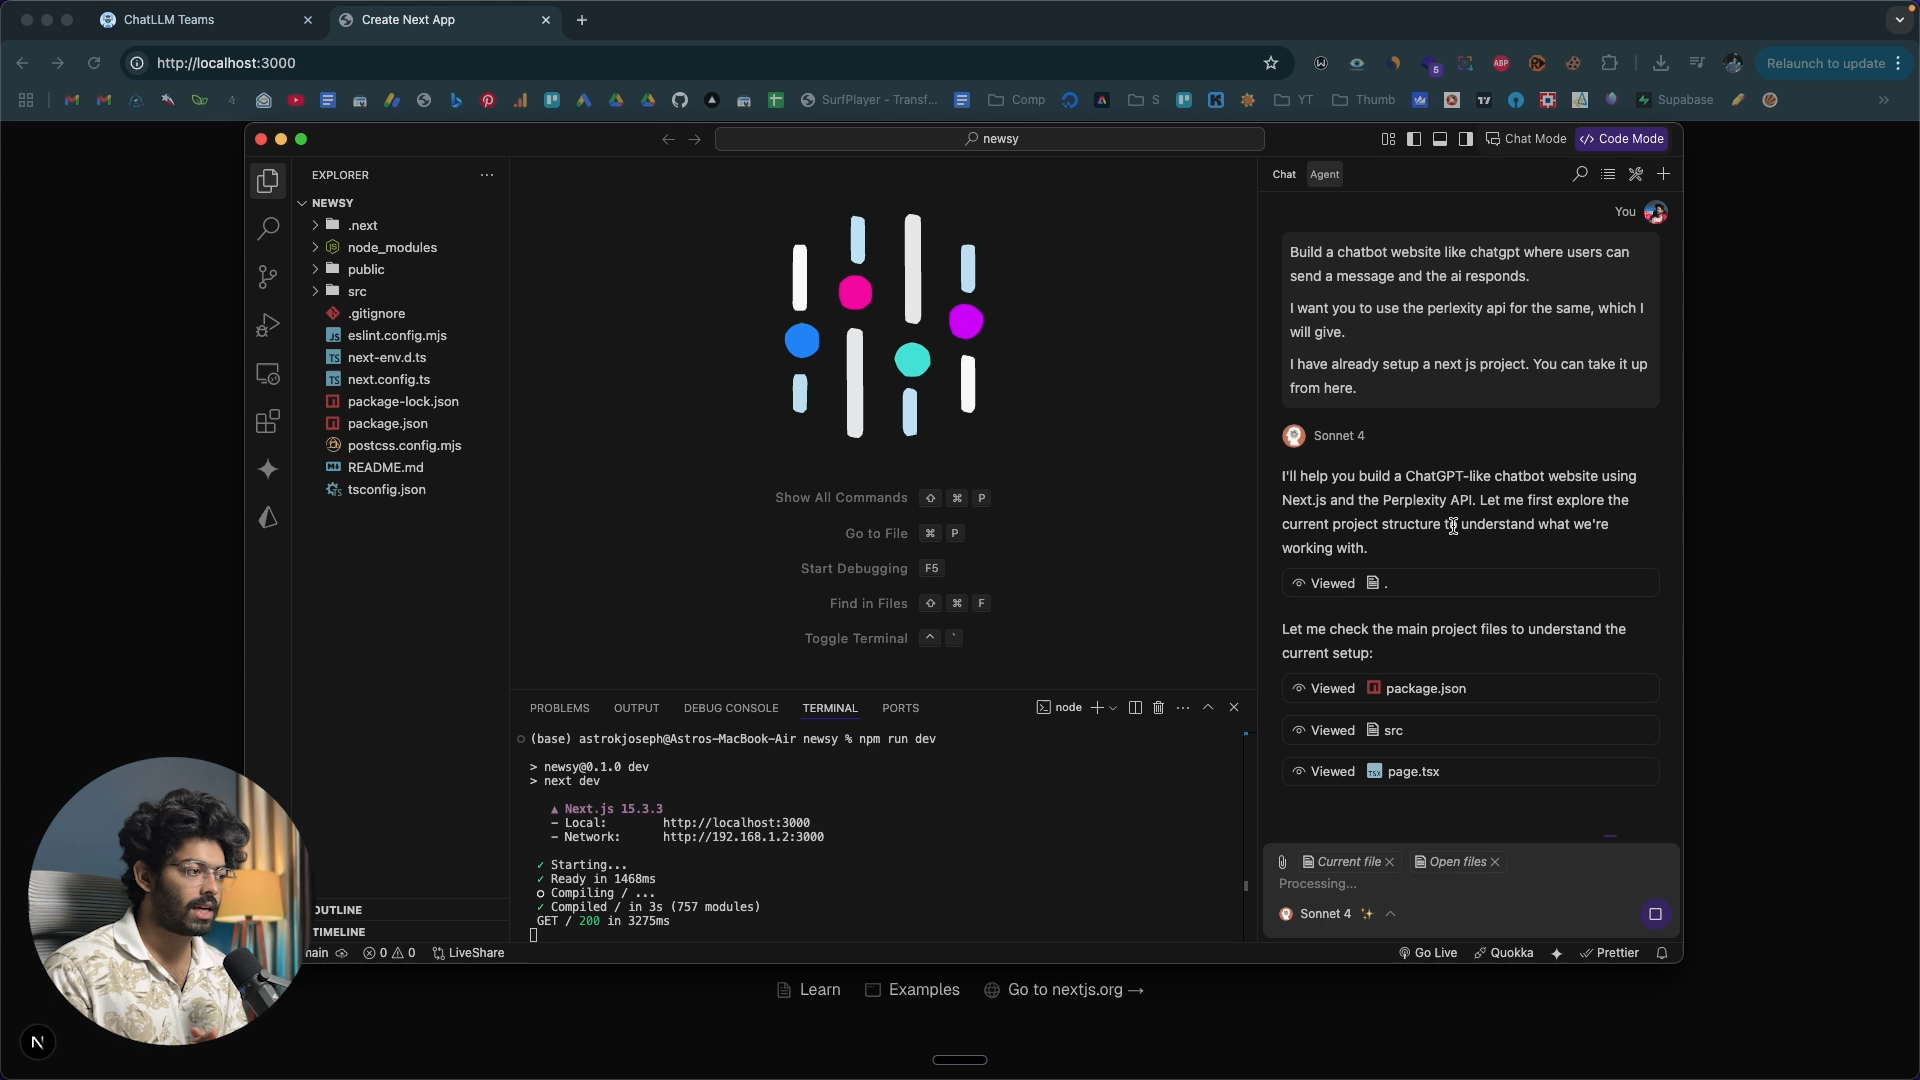 ChatLLM Teams
Create Next App
http://localhost:3000
5
ABP
Relaunch to update
SurfPlayer - Transf...
Comp
S
YT
Thumb
Supabase
newsy
Chat Mode
Code Mode
EXPLORER
NEWSY
.next
node_modules
public
src
.gitignore
eslint.config.mjs
next-env.d.ts
next.config.ts
package-lock.json
package.json
postcss.config.mjs
README.md
tsconfig.json
OUTLINE
TIMELINE
Show All Commands ⇧ ⌘ P
Go to File ⌘ P
Start Debugging F5
Find in Files ⇧ ⌘ F
Toggle Terminal ^ `
PROBLEMS OUTPUT DEBUG CONSOLE TERMINAL PORTS
node
(base) astrokjoseph@Astros-MacBook-Air newsy % npm run dev
> newsy@0.1.0 dev
> next dev
▲ Next.js 15.3.3
- Local: http://localhost:3000
- Network: http://192.168.1.2:3000
✓ Starting...
✓ Ready in 1468ms
○ Compiling / ...
✓ Compiled / in 3s (757 modules)
GET / 200 in 3275ms
Chat Agent
You
Build a chatbot website like chatgpt where users can
send a message and the ai responds.
I want you to use the perlexity api for the same, which I
will give.
I have already setup a next js project. You can take it up
from here.
Sonnet 4
I'll help you build a ChatGPT-like chatbot website using
Next.js and the Perplexity API. Let me first explore the
current project structure to understand what we're
working with.
Viewed .
Let me check the main project files to understand the
current setup:
Viewed package.json
Viewed src
Viewed page.tsx
Current file
Open files
Processing...
Sonnet 4
0 0
LiveShare
Go Live
Quokka
Prettier
Learn
Examples
Go to nextjs.org →
N